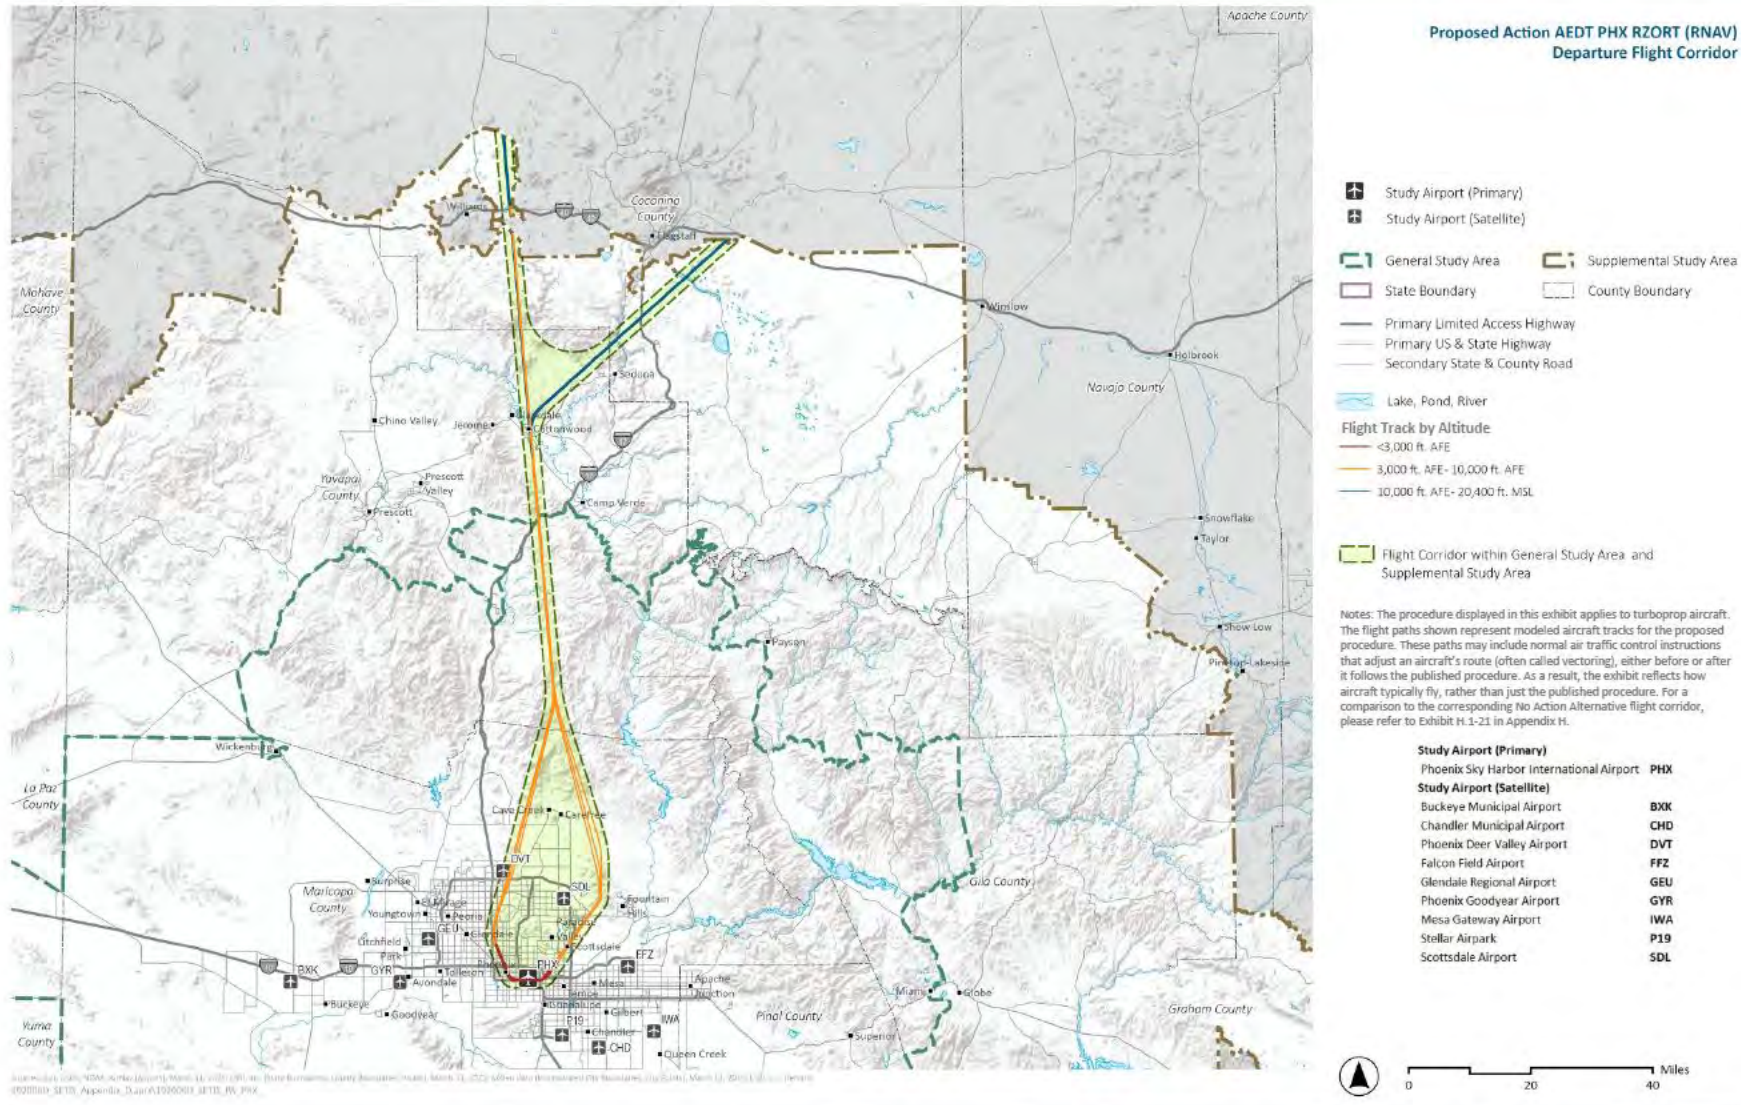 Proposed Action AEDT PHX RZORT (RNAV)
Departure Flight Corridor
Study Airport (Primary)
Study Airport (Satellite)
General Study Area
Supplemental Study Area
State Boundary
County Boundary
Primary Limited Access Highway
Primary US & State Highway
Secondary State & County Road
Lake, Pond, River
Flight Track by Altitude
<3,000 ft. AFE
3,000 ft. AFE- 10,000 ft. AFE
10,000 ft. AFE- 20,400 ft. MSL
Flight Corridor within General Study Area and
Supplemental Study Area
Notes: The procedure displayed in this exhibit applies to turboprop aircraft.
The flight paths shown represent modeled aircraft tracks for the proposed
procedure. These paths may include normal air traffic control instructions
that adjust an aircraft's route (often called vectoring), either before or after
it follows the published procedure. As a result, the exhibit reflects how
aircraft typically fly, rather than just the published procedure. For a
comparison to the corresponding No Action Alternative flight corridor,
please refer to Exhibit H.1-21 in Appendix H.
Study Airport (Primary)
Phoenix Sky Harbor International Airport PHX
Study Airport (Satellite)
Buckeye Municipal Airport BXK
Chandler Municipal Airport CHD
Phoenix Deer Valley Airport DVT
Falcon Field Airport FFZ
Glendale Regional Airport GEU
Phoenix Goodyear Airport GYR
Mesa Gateway Airport IWA
Stellar Airpark P19
Scottsdale Airport SDL
0 20 40 Miles
Apache County
Coconino
County
Williams
Flagstaff
Mohave
County
Winslow
Holbrook
Navajo County
Sedona
Chino Valley
Jerome
Clarkdale
Cottonwood
Yavapai
County
Prescott
Valley
Prescott
Camp Verde
Snowflake
Taylor
Show Low
Pinetop-Lakeside
Payson
Wickenburg
La Paz
County
Cave Creek
Carefree
DVT
SDL
Surprise
Maricopa
County
El Mirage
Youngtown
Peoria
GEU
Glendale
Fountain
Hills
Paradise
Valley
Scottsdale
Litchfield
Park
Gila County
BXK
GYR
Tolleson
Phoenix
PHX
FFZ
Avondale
Mesa
Apache
Junction
Tempe
Guadalupe
Buckeye
Goodyear
Gilbert
P19
IWA
Chandler
CHD
Queen Creek
Miami
Globe
Pinal County
Superior
Graham County
Yuma
County